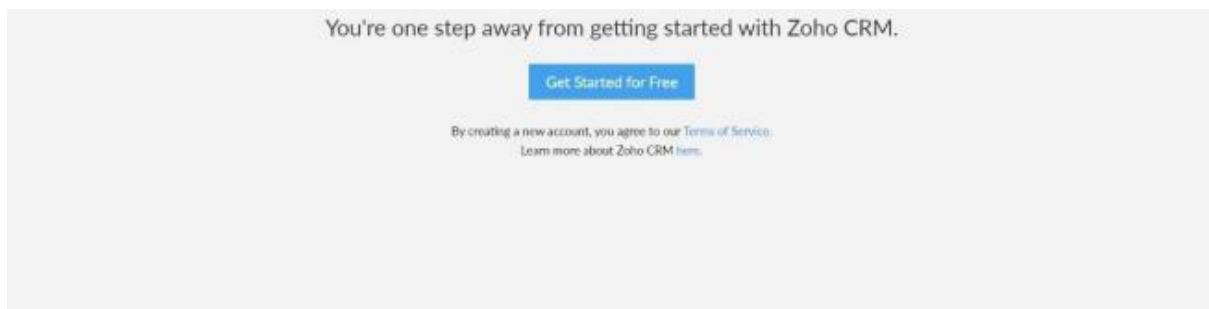 You're one step away from getting started with Zoho CRM.
Get Started for Free
By creating a new account, you agree to our Terms of Service.
Learn more about Zoho CRM here.